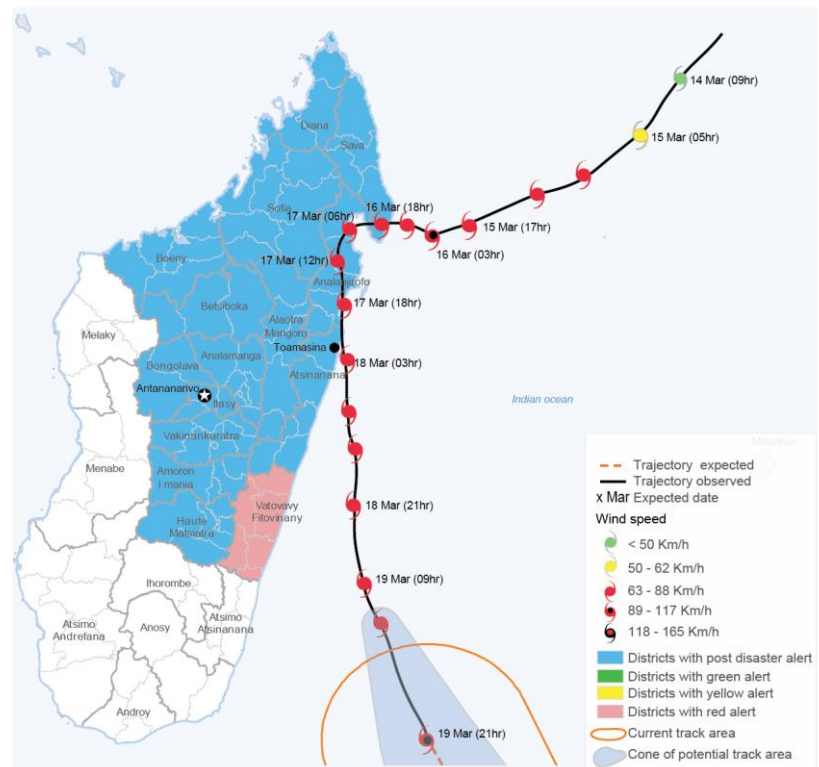 14 Mar (09hr)
15 Mar (05hr)
Diana
Sava
Sofia
17 Mar (06hr)
16 Mar (18hr)
15 Mar (17hr)
16 Mar (03hr)
17 Mar (12hr)
Boeny
Analanjirofo
Betsiboka
17 Mar (18hr)
Alaotra
Mangoro
Melaky
Toamasina
Analamanga
18 Mar (03hr)
Bongolava
Atsinanana
Antananarivo
Itasy
Indian ocean
Vakinankaratra
Mauritius
Menabe
Amoron
I mania
Trajectory expected
Trajectory observed
x Mar Expected date
Vatovavy
Fitovinany
18 Mar (21hr)
Wind speed
Haute
Matsiatra
< 50 Km/h
50 - 62 Km/h
Ihorombe
19 Mar (09hr)
63 - 88 Km/h
89 - 117 Km/h
118 - 165 Km/h
Atsimo
Andrefana
Anosy
Atsimo
Atsinanana
Districts with post disaster alert
Districts with green alert
Districts with yellow alert
Districts with red alert
Androy
19 Mar (21hr)
Current track area
Cone of potential track area